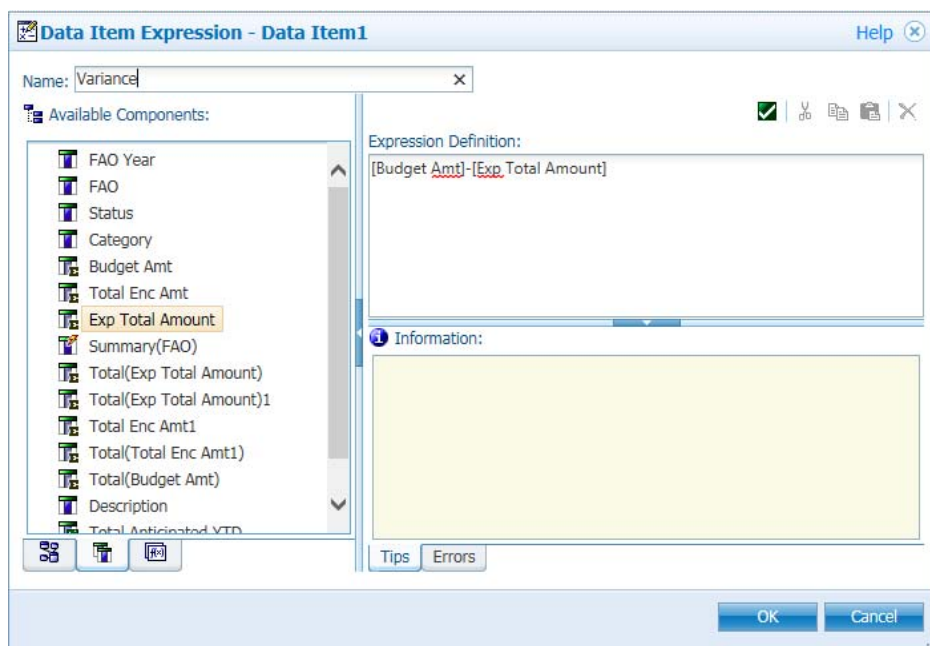 Data Item Expression - Data Item1
Help
Name: Variance
Available Components:
FAO Year
FAO
Status
Category
Budget Amt
Total Enc Amt
Exp Total Amount
Summary(FAO)
Total(Exp Total Amount)
Total(Exp Total Amount)1
Total Enc Amt1
Total(Total Enc Amt1)
Total(Budget Amt)
Description
Total Anticipated YTD
Expression Definition:
[Budget Amt]-[Exp Total Amount]
Information:
Tips Errors
OK Cancel